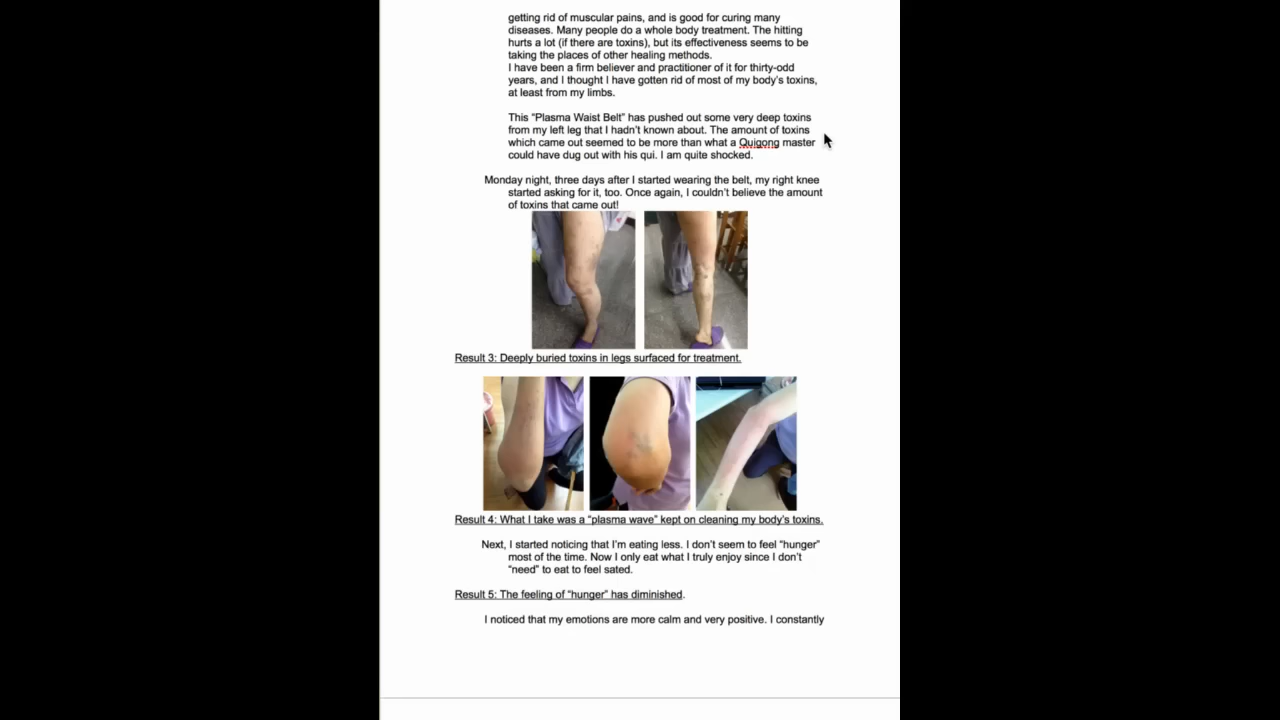 getting rid of muscular pains, and is good for curing many
diseases. Many people do a whole body treatment. The hitting
hurts a lot (if there are toxins), but its effectiveness seems to be
taking the places of other healing methods.
I have been a firm believer and practitioner of it for thirty-odd
years, and I thought I have gotten rid of most of my body's toxins,
at least from my limbs.
This “Plasma Waist Belt” has pushed out some very deep toxins
from my left leg that I hadn't known about. The amount of toxins
which came out seemed to be more than what a Quigong master
could have dug out with his qui. I am quite shocked.
Monday night, three days after I started wearing the belt, my right knee
started asking for it, too. Once again, I couldn't believe the amount
of toxins that came out!
Result 3: Deeply buried toxins in legs surfaced for treatment.
Result 4: What I take was a “plasma wave” kept on cleaning my body's toxins.
Next, I started noticing that I'm eating less. I don't seem to feel “hunger”
most of the time. Now I only eat what I truly enjoy since I don't
“need” to eat to feel sated.
Result 5: The feeling of “hunger” has diminished.
I noticed that my emotions are more calm and very positive. I constantly